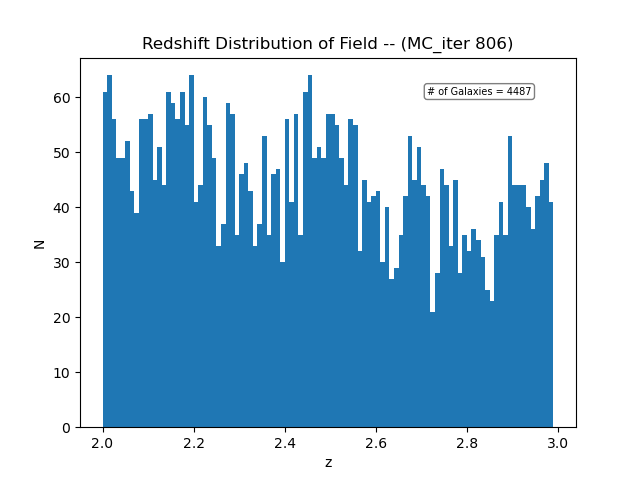 Redshift Distribution of Field -- (MC_iter 806)
# of Galaxies = 4487
N
60
50
40
30
20
10
0
2.0 2.2 2.4 2.6 2.8 3.0
z